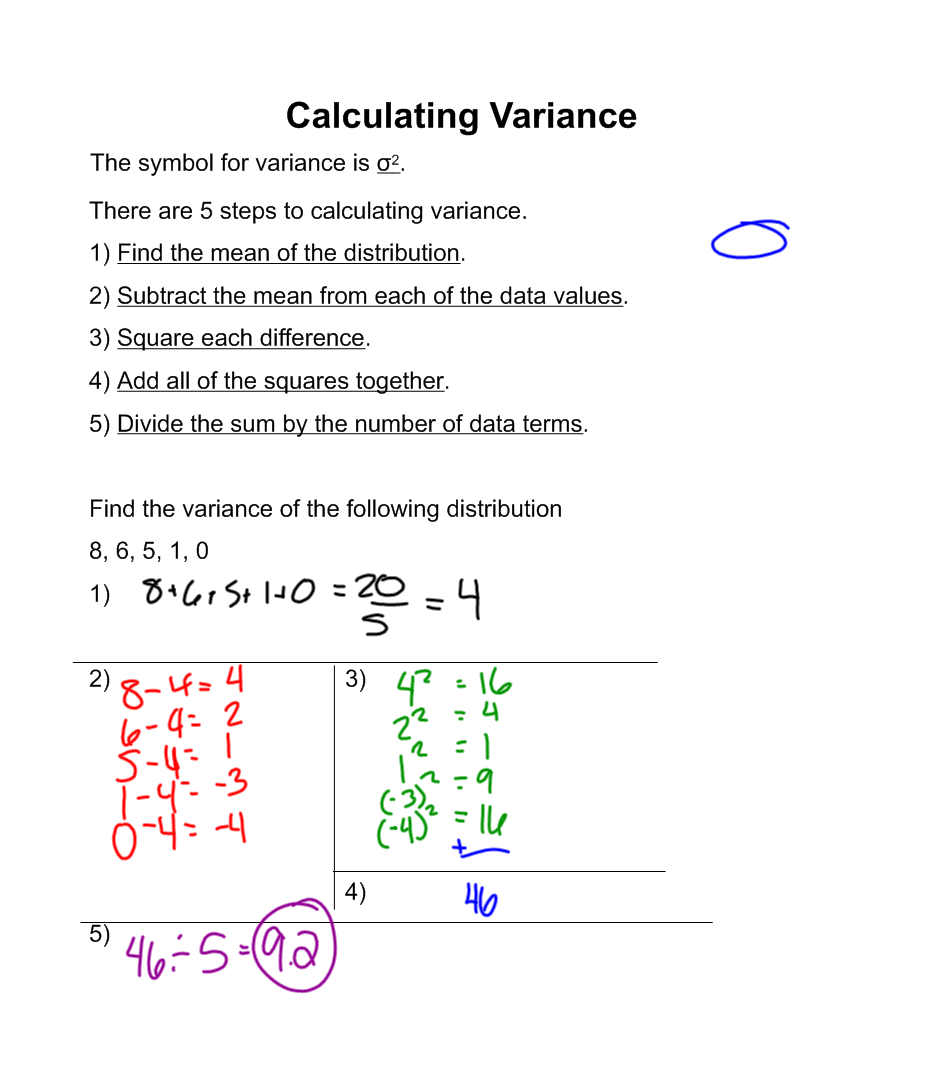 Calculating Variance
The symbol for variance is σ².
There are 5 steps to calculating variance.
1) Find the mean of the distribution.
2) Subtract the mean from each of the data values.
3) Square each difference.
4) Add all of the squares together.
5) Divide the sum by the number of data terms.
Find the variance of the following distribution
8, 6, 5, 1, 0
1) 8+6+5+1+0 = 20/5 = 4
2) 8-4= 4
6-4= 2
5-4= 1
1-4= -3
0-4= -4
3) 4² = 16
2² = 4
1² = 1
(-3)² = 9
(-4)² = 16
+
4) 46
5) 46÷5=9.2